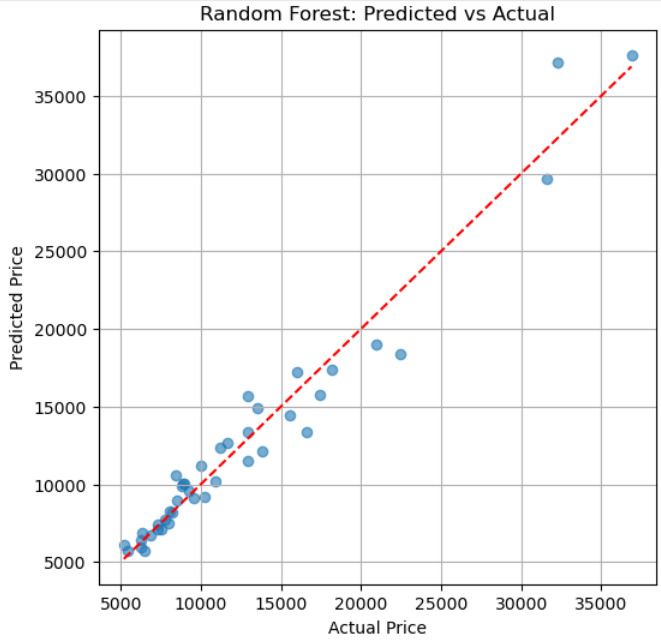 Random Forest: Predicted vs Actual
Predicted Price
35000
30000
25000
20000
15000
10000
5000
5000 10000 15000 20000 25000 30000 35000
Actual Price